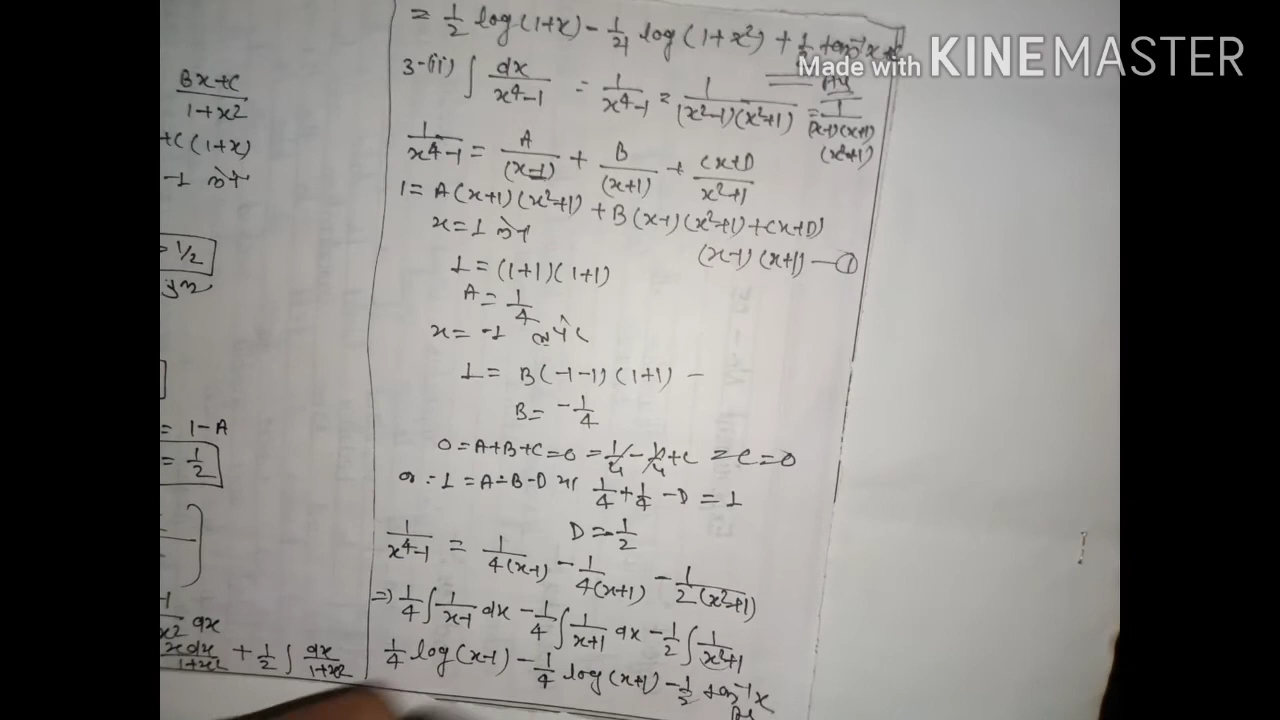 = 1/2 log(1+x) - 1/4 log(1+x²) + 1/2 tan⁻¹x + c
Made with KINEMASTER
Ay
3-(ii) ∫ dx/(x⁴-1) = 1/(x⁴-1) = 1/((x²-1)(x²+1)) = 1/((x-1)(x+1)(x²+1))
1/(x⁴-1) = A/(x-1) + B/(x+1) + (Cx+D)/(x²+1)
1 = A(x+1)(x²+1) + B(x-1)(x²+1) + (x+D)
(x-1)(x+1) — ①
x = 1
1 = (1+1)(1+1)
A = 1/4
x = -1
1 = B(-1-1)(1+1) -
B = -1/4
0 = A+B+C = 0 = 1/4 - 1/4 + C = C = 0
1 = A-B-D 1/4 + 1/4 - D = 1
D = -1/2
1/(x⁴-1) = 1/(4(x-1)) - 1/(4(x+1)) - 1/(2(x²+1))
⇒) 1/4 ∫ 1/(x-1) dx - 1/4 ∫ 1/(x+1) dx - 1/2 ∫ 1/(x²+1)
1/4 log(x-1) - 1/4 log(x+1) - 1/2 tan⁻¹x
(Bx+C)/(1+x²)
+C(1+x)
-1
1/2
= 1-A
= 1/2
dx
xdx/(1+x²) + 1/2 ∫ dx/(1+x²)